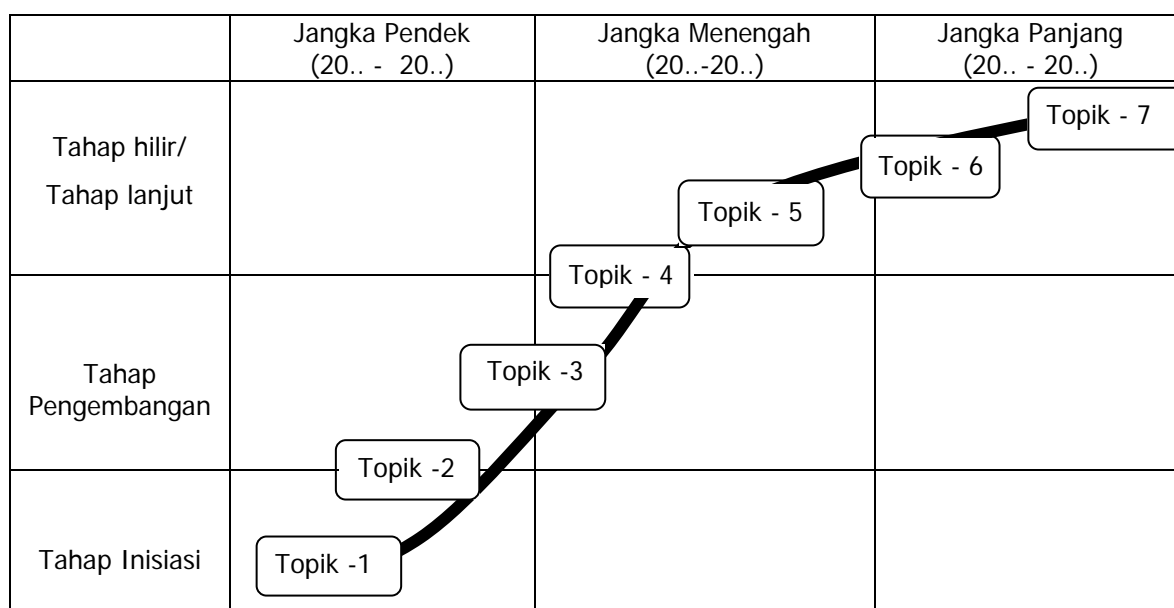 Jangka Pendek
(20.. - 20..)
Jangka Menengah
(20..-20..)
Jangka Panjang
(20.. - 20..)
Tahap hilir/
Tahap lanjut
Topik - 7
Topik - 6
Topik - 5
Topik - 4
Tahap
Pengembangan
Topik -3
Topik -2
Tahap Inisiasi
Topik -1